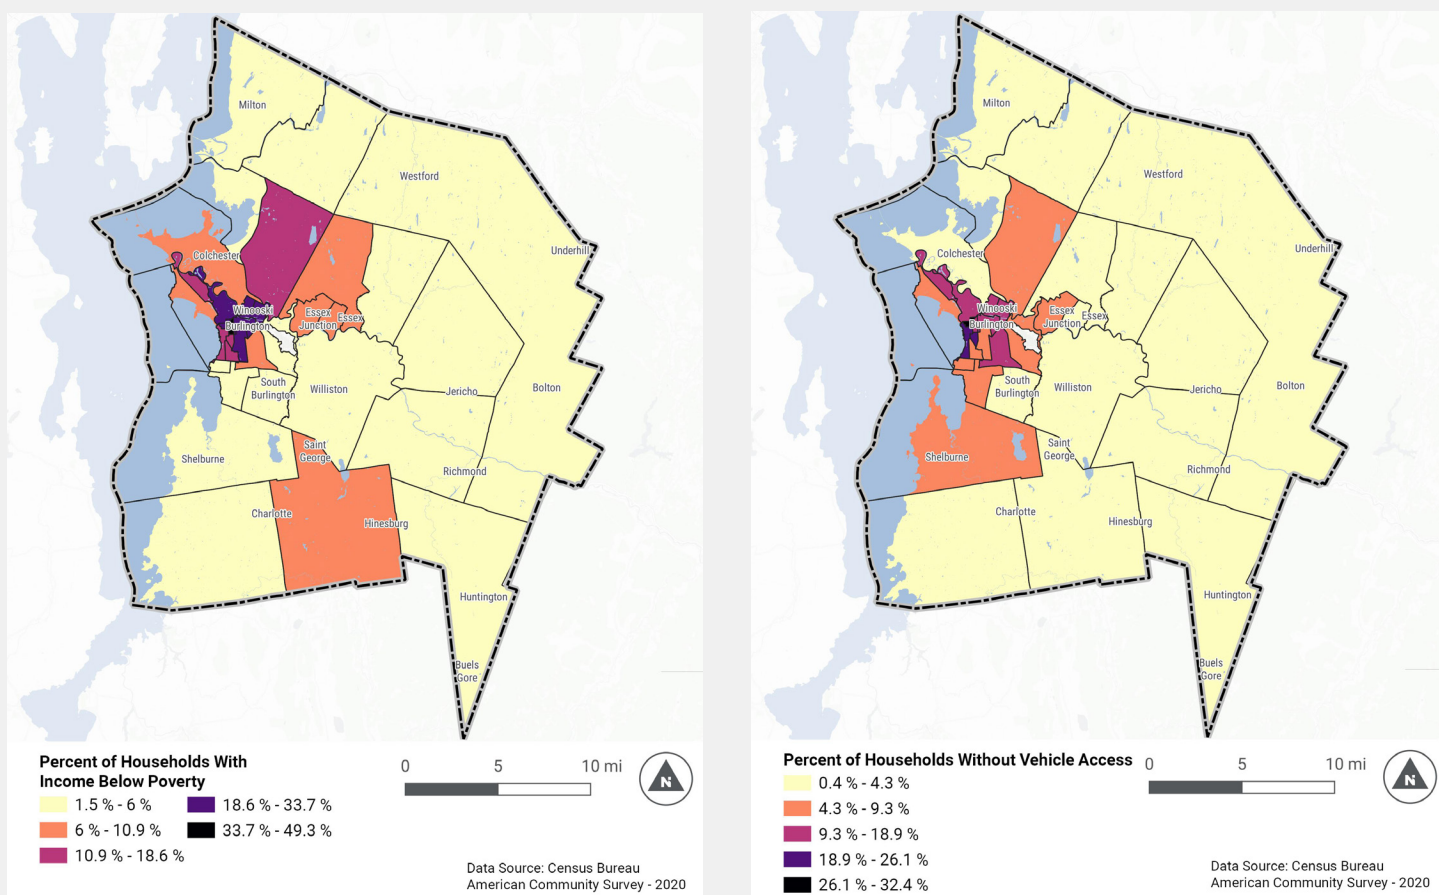 Milton
Westford
Underhill
Colchester
Winooski
Burlington
Essex
Junction
Essex
South
Burlington
Williston
Jericho
Bolton
Saint
George
Shelburne
Richmond
Charlotte
Hinesburg
Huntington
Buels
Gore
Percent of Households With
Income Below Poverty
1.5 % - 6 %
6 % - 10.9 %
10.9 % - 18.6 %
18.6 % - 33.7 %
33.7 % - 49.3 %
0 5 10 mi
N
Data Source: Census Bureau
American Community Survey - 2020
Milton
Westford
Underhill
Colchester
Winooski
Burlington
Essex
Junction
Essex
South
Burlington
Williston
Jericho
Bolton
Saint
George
Shelburne
Richmond
Charlotte
Hinesburg
Huntington
Buels
Gore
Percent of Households Without Vehicle Access
0.4 % - 4.3 %
4.3 % - 9.3 %
9.3 % - 18.9 %
18.9 % - 26.1 %
26.1 % - 32.4 %
0 5 10 mi
N
Data Source: Census Bureau
American Community Survey - 2020